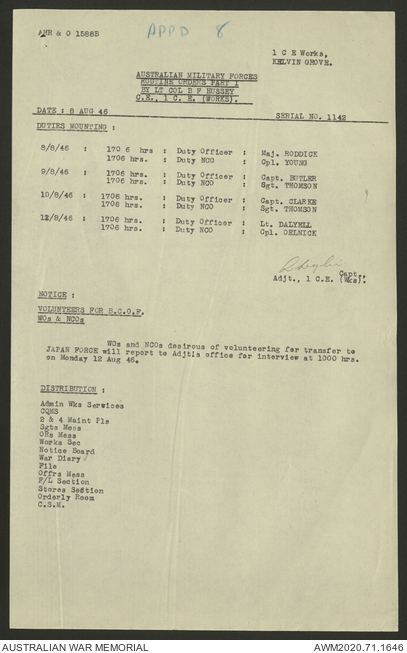 AHR & O 1588B
APPD 8
1 C E Works,
KELVIN GROVE.
AUSTRALIAN MILITARY FORCES
ROUTINE ORDERS PART 1
BY LT COL B F HUSSEY
C.E., 1 C. E. (WORKS).
DATE : 8 AUG 46 SERIAL NO. 1142
DUTIES MOUNTING :
8/8/46 : 170 6 hrs : Duty Officer : Maj. RODDICK
1706 hrs. : Duty NCO Cpl. YOUNG
9/8/46 : 1706 hrs. : Duty Officer : Capt. BUTLER
1706 hrs. : Duty NCO : Sgt. THOMSON
10/8/46 : 1706 hrs. : Duty Officer : Capt. CLARKE
1706 hrs. : Duty NCO : Sgt. THOMSON
12/8/46 : 1706 hrs. : Duty Officer : Lt. DALYELL
1706 hrs. : Duty NCO : Cpl. OELNICK
Capt.,
Adjt., 1 C.E. (Wks).
NOTICE :
VOLUNTEERS FOR B.C.O.F.
WOs & NCOs
WOs and NCOs desirous of volunteering for transfer to
JAPAN FORCE will report to Adjt's office for interview at 1000 hrs.
on Monday 12 Aug 46.
DISTRIBUTION :
Admin Wks Services
CQMS
2 & 4 Maint Pls
Sgts Mess
ORs Mess
Works Sec
Notice Board
War Diary
File
Offrs Mess
F/L Section
Stores Section
Orderly Room
C.S.M.
AUSTRALIAN WAR MEMORIAL AWM2020.71.1646